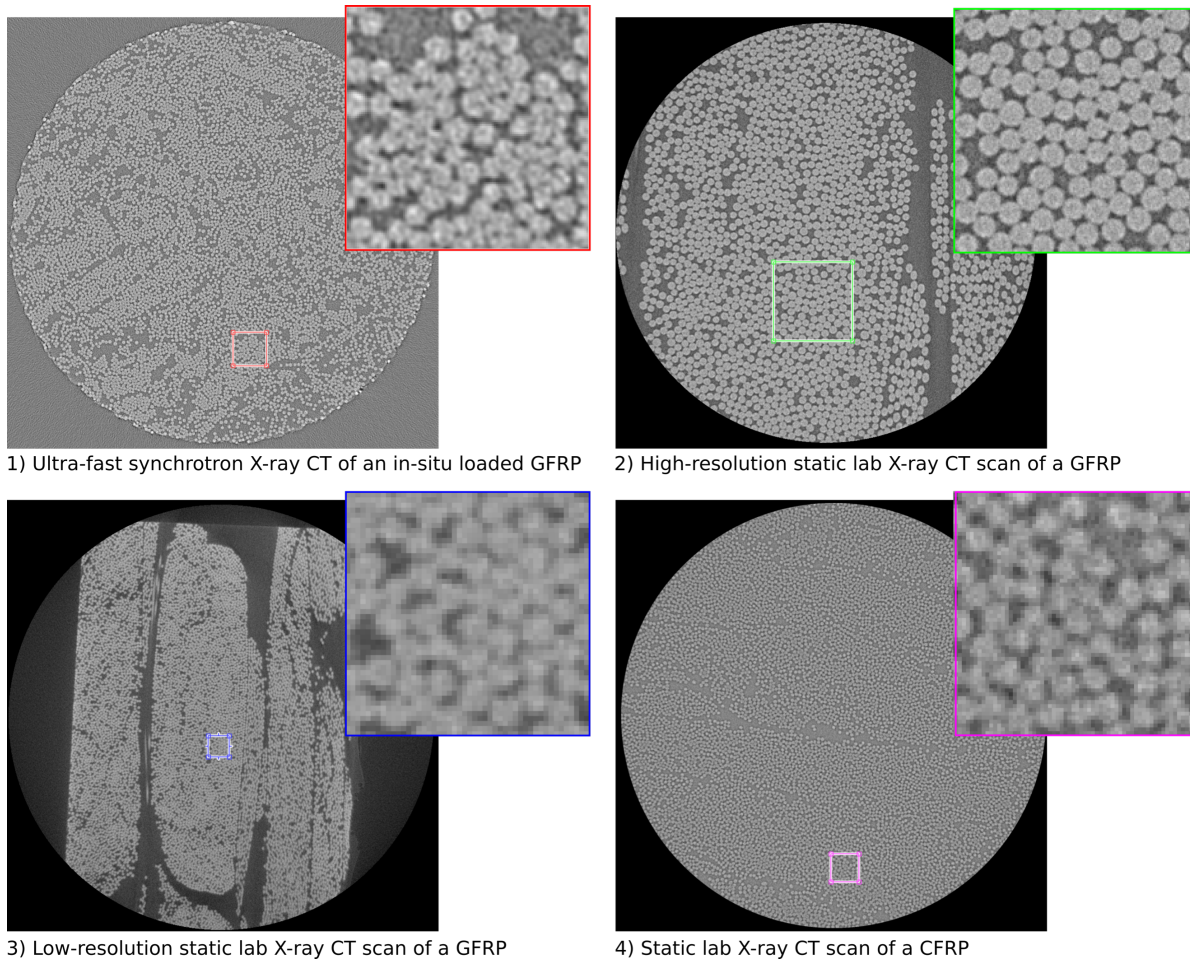 1) Ultra-fast synchrotron X-ray CT of an in-situ loaded GFRP
2) High-resolution static lab X-ray CT scan of a GFRP
3) Low-resolution static lab X-ray CT scan of a GFRP
4) Static lab X-ray CT scan of a CFRP